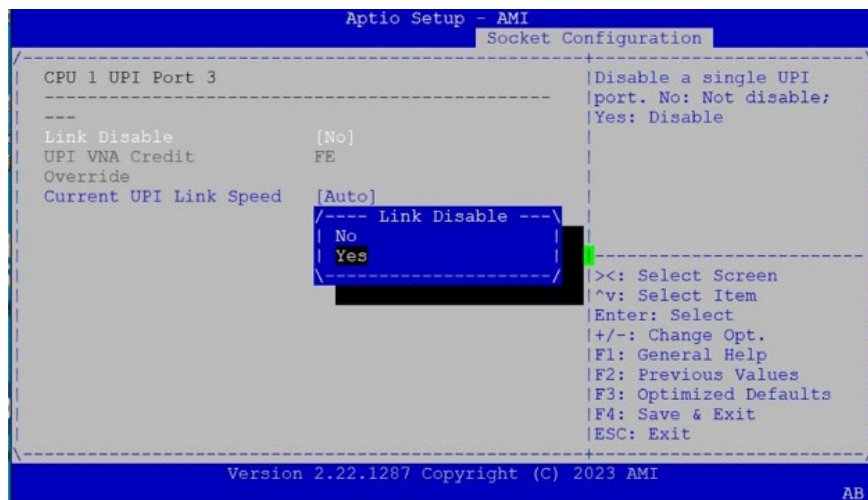 Aptio Setup - AMI
Socket Configuration
CPU 1 UPI Port 3
------------------------------------------------
---
Link Disable [No]
UPI VNA Credit FE
Override
Current UPI Link Speed [Auto]
/---- Link Disable ---\
No
Yes
\----------------------/
Disable a single UPI
port. No: Not disable;
Yes: Disable
><: Select Screen
^v: Select Item
Enter: Select
+/-: Change Opt.
F1: General Help
F2: Previous Values
F3: Optimized Defaults
F4: Save & Exit
ESC: Exit
Version 2.22.1287 Copyright (C) 2023 AMI
AB